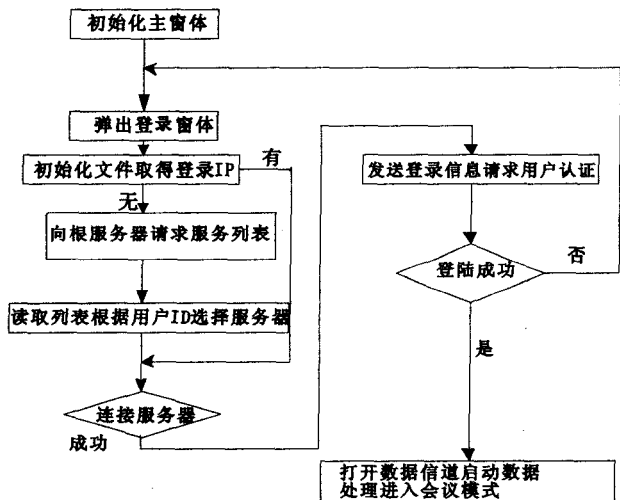 初始化主窗体
弹出登录窗体
初始化文件取得登录IP
有
无
向根服务器请求服务列表
读取列表根据用户ID选择服务器
连接服务器
成功
发送登录信息请求用户认证
登陆成功
否
是
打开数据信道启动数据
处理进入会议模式